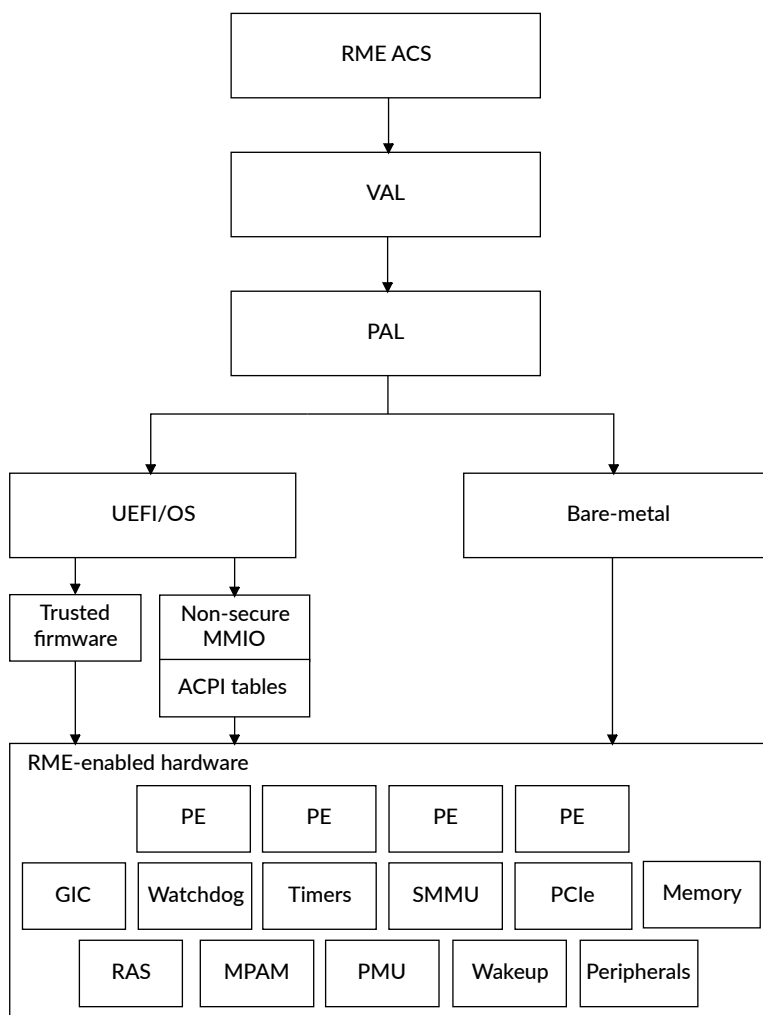 RME ACS
VAL
PAL
UEFI/OS
Bare-metal
Trusted
firmware
Non-secure
MMIO
ACPI tables
RME-enabled hardware
PE
PE
PE
PE
GIC
Watchdog
Timers
SMMU
PCIe
Memory
RAS
MPAM
PMU
Wakeup
Peripherals